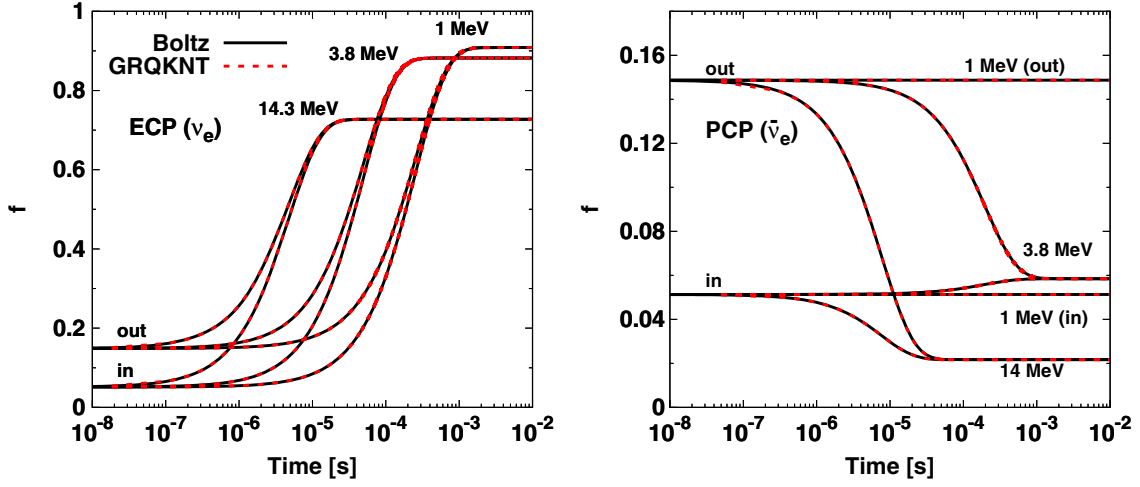 1
0.8
0.6
0.4
0.2
0
f
Boltz
GRQKNT
ECP (νₑ)
1 MeV
3.8 MeV
14.3 MeV
out
in
10⁻⁸ 10⁻⁷ 10⁻⁶ 10⁻⁵ 10⁻⁴ 10⁻³ 10⁻²
Time [s]
0.16
0.12
0.08
0.04
0
f
out
1 MeV (out)
PCP (ν̄ₑ)
3.8 MeV
in
1 MeV (in)
14 MeV
10⁻⁸ 10⁻⁷ 10⁻⁶ 10⁻⁵ 10⁻⁴ 10⁻³ 10⁻²
Time [s]